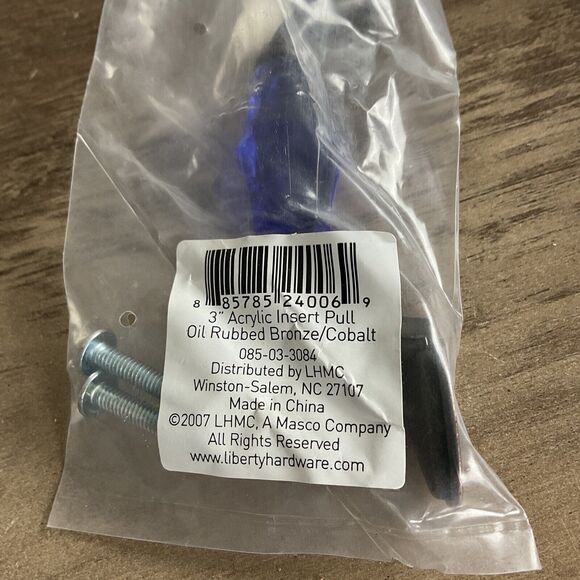 8 85785 24006 9
3" Acrylic Insert Pull
Oil Rubbed Bronze/Cobalt
085-03-3084
Distributed by LHMC
Winston-Salem, NC 27107
Made in China
©2007 LHMC, A Masco Company
All Rights Reserved
www.libertyhardware.com